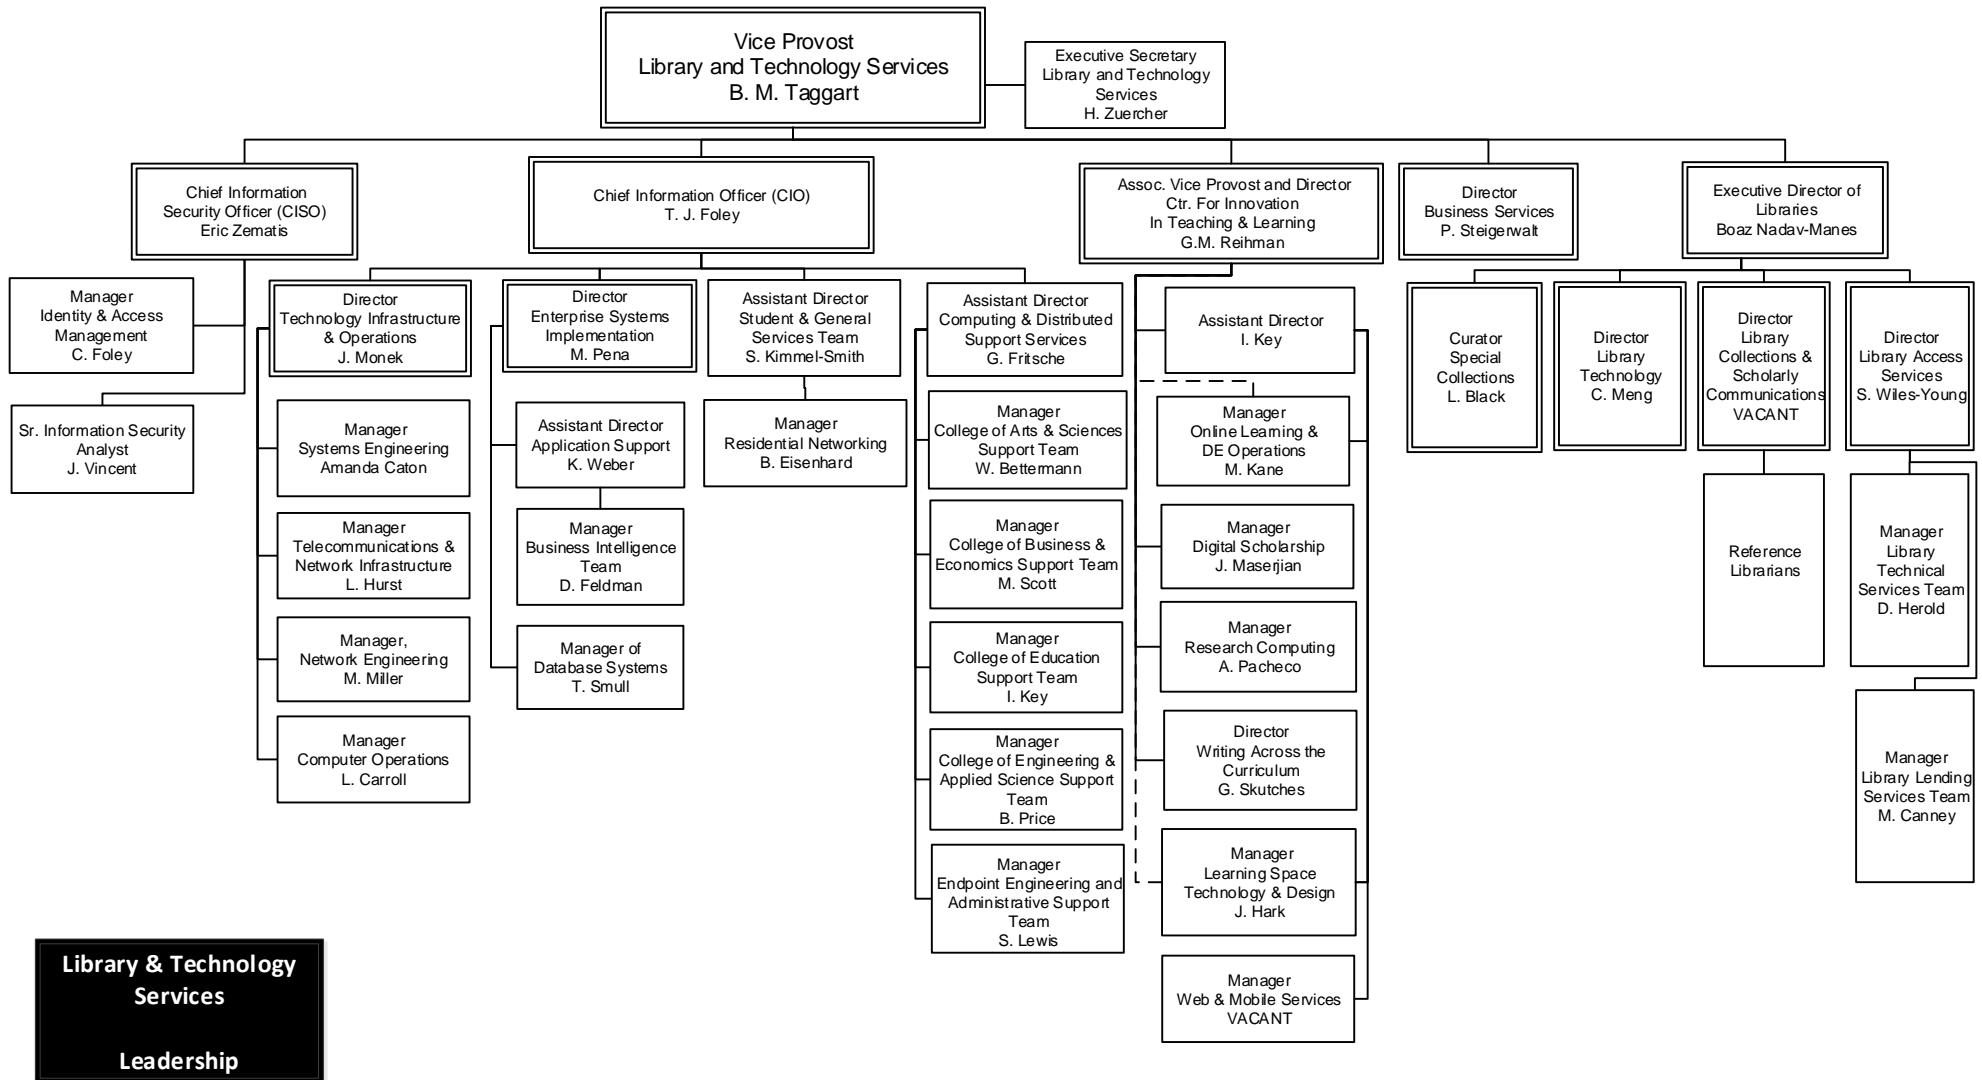 Vice Provost
Library and Technology Services
B. M. Taggart
Executive Secretary
Library and Technology
Services
H. Zuercher
Chief Information
Security Officer (CISO)
Eric Zematis
Chief Information Officer (CIO)
T. J. Foley
Assoc. Vice Provost and Director
Ctr. For Innovation
In Teaching & Learning
G.M. Reihman
Director
Business Services
P. Steigerwalt
Executive Director of
Libraries
Boaz Nadav-Manes
Manager
Identity & Access
Management
C. Foley
Sr. Information Security
Analyst
J. Vincent
Director
Technology Infrastructure
& Operations
J. Monek
Manager
Systems Engineering
Amanda Caton
Manager
Telecommunications &
Network Infrastructure
L. Hurst
Manager,
Network Engineering
M. Miller
Manager
Computer Operations
L. Carroll
Director
Enterprise Systems
Implementation
M. Pena
Assistant Director
Application Support
K. Weber
Manager
Business Intelligence
Team
D. Feldman
Manager of
Database Systems
T. Smull
Assistant Director
Student & General
Services Team
S. Kimmel-Smith
Manager
Residential Networking
B. Eisenhard
Assistant Director
Computing & Distributed
Support Services
G. Fritsche
Manager
College of Arts & Sciences
Support Team
W. Bettermann
Manager
College of Business &
Economics Support Team
M. Scott
Manager
College of Education
Support Team
I. Key
Manager
College of Engineering &
Applied Science Support
Team
B. Price
Manager
Endpoint Engineering and
Administrative Support
Team
S. Lewis
Assistant Director
I. Key
Manager
Online Learning &
DE Operations
M. Kane
Manager
Digital Scholarship
J. Maserjian
Manager
Research Computing
A. Pacheco
Director
Writing Across the
Curriculum
G. Skutches
Manager
Learning Space
Technology & Design
J. Hark
Manager
Web & Mobile Services
VACANT
Curator
Special
Collections
L. Black
Director
Library
Technology
C. Meng
Director
Library
Collections &
Scholarly
Communications
VACANT
Reference
Librarians
Director
Library Access
Services
S. Wiles-Young
Manager
Library
Technical
Services Team
D. Herold
Manager
Library Lending
Services Team
M. Canney
Library & Technology
Services
Leadership